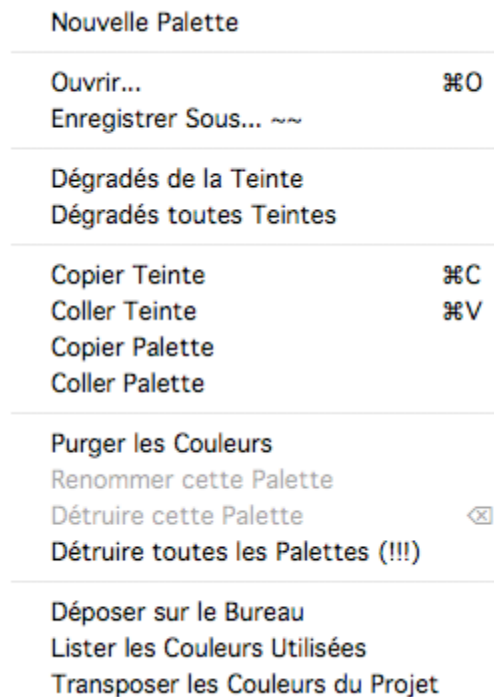 Nouvelle Palette
Ouvrir... ⌘O
Enregistrer Sous... ~~
Dégradés de la Teinte
Dégradés toutes Teintes
Copier Teinte ⌘C
Coller Teinte ⌘V
Copier Palette
Coller Palette
Purger les Couleurs
Renommer cette Palette
Détruire cette Palette ⌫
Détruire toutes les Palettes (!!!)
Déposer sur le Bureau
Lister les Couleurs Utilisées
Transposer les Couleurs du Projet